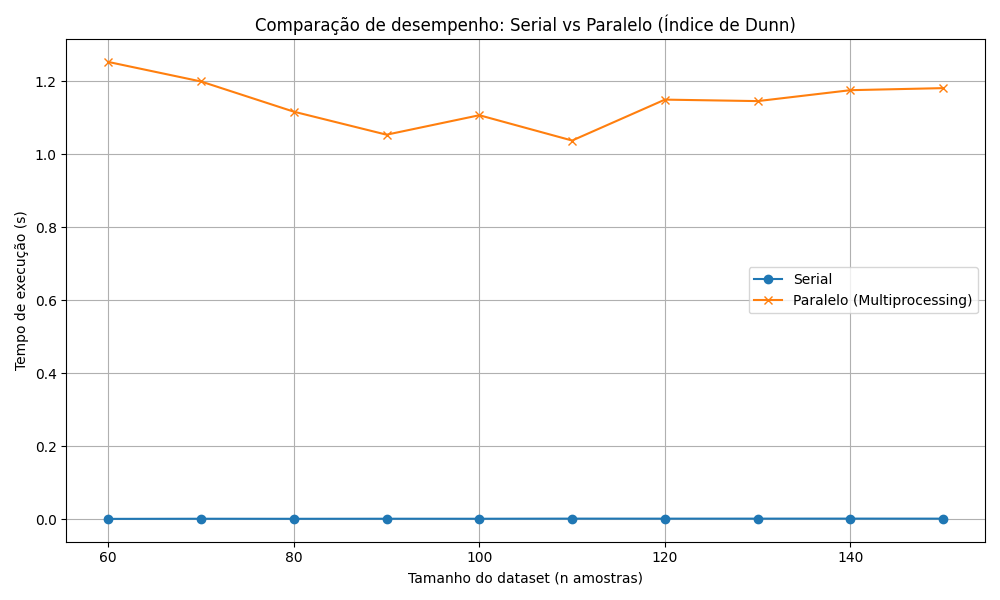 Comparação de desempenho: Serial vs Paralelo (Índice de Dunn)
1.2
1.0
0.8
0.6
0.4
0.2
0.0
Tempo de execução (s)
Serial
Paralelo (Multiprocessing)
60
80
100
120
140
Tamanho do dataset (n amostras)